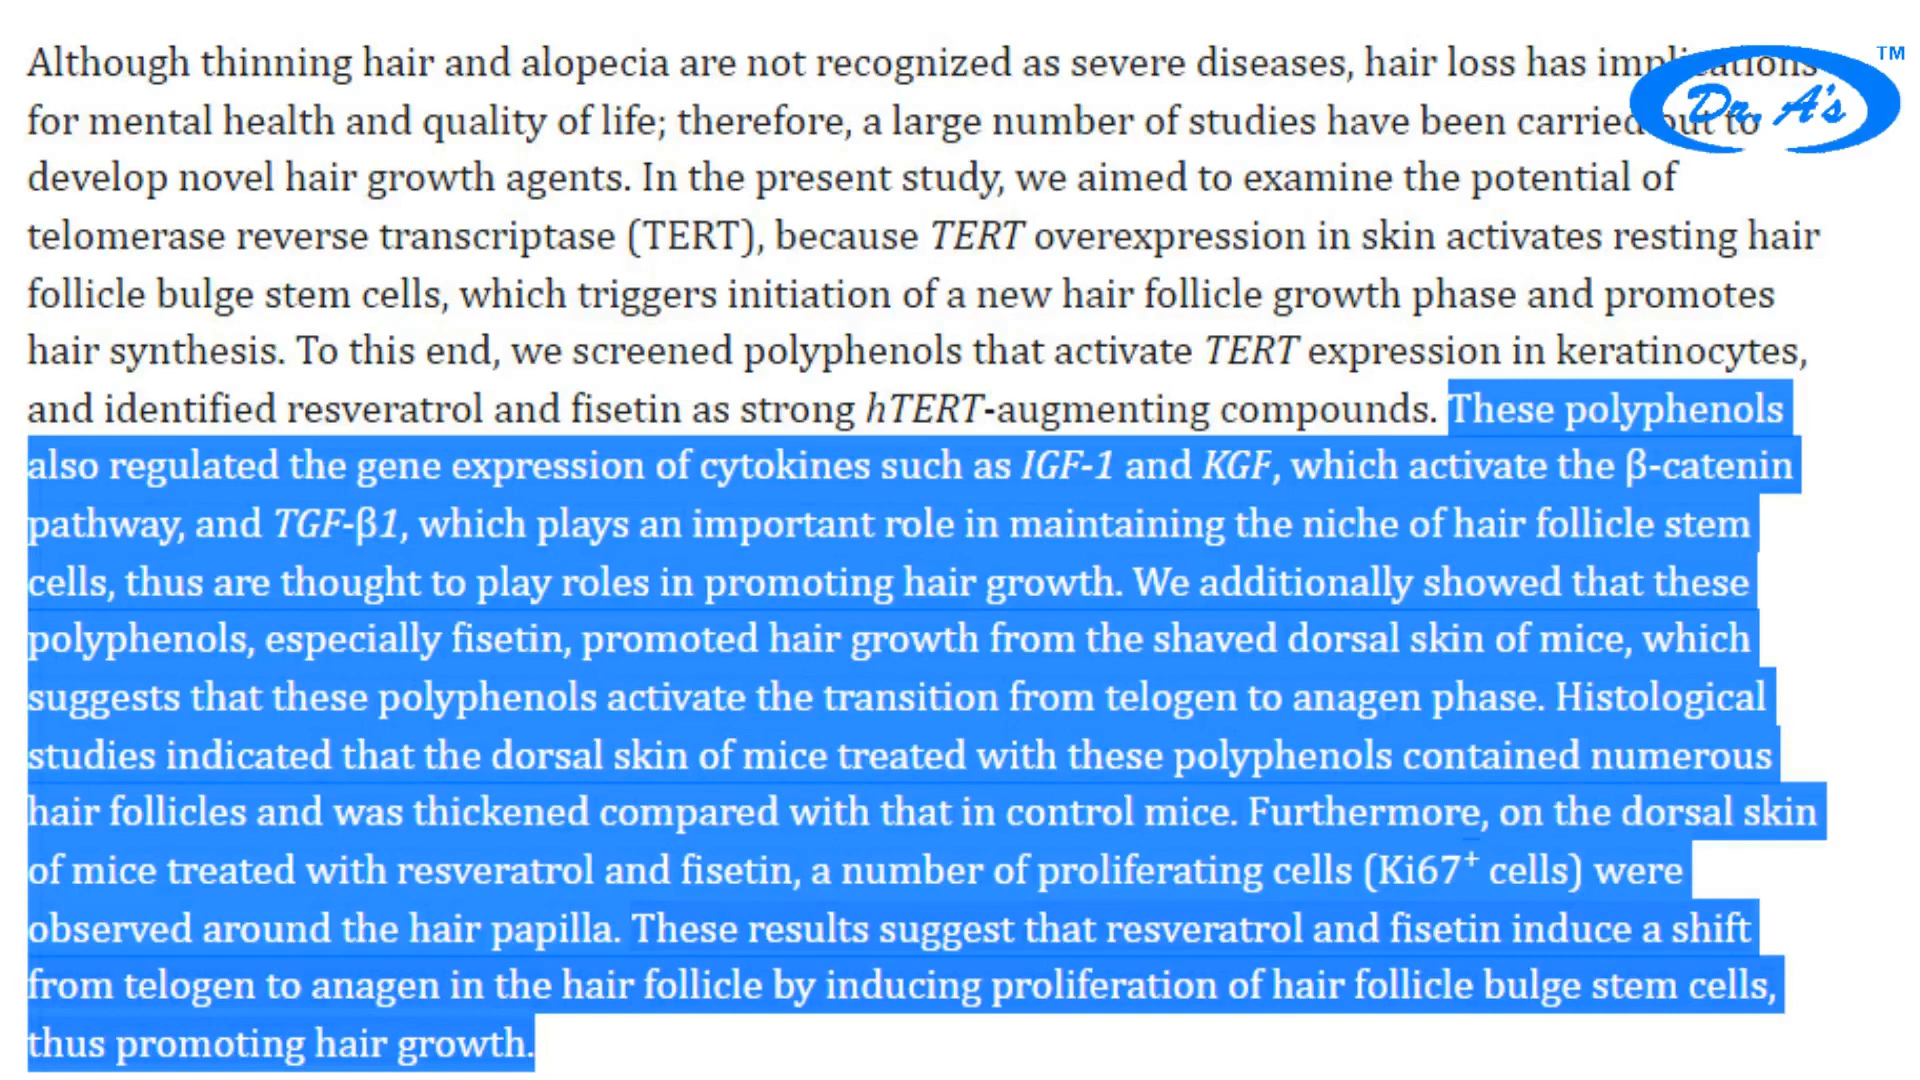 Although thinning hair and alopecia are not recognized as severe diseases, hair loss has implications
for mental health and quality of life; therefore, a large number of studies have been carried out to
develop novel hair growth agents. In the present study, we aimed to examine the potential of
telomerase reverse transcriptase (TERT), because TERT overexpression in skin activates resting hair
follicle bulge stem cells, which triggers initiation of a new hair follicle growth phase and promotes
hair synthesis. To this end, we screened polyphenols that activate TERT expression in keratinocytes,
and identified resveratrol and fisetin as strong hTERT-augmenting compounds. These polyphenols
also regulated the gene expression of cytokines such as IGF-1 and KGF, which activate the β-catenin
pathway, and TGF-β1, which plays an important role in maintaining the niche of hair follicle stem
cells, thus are thought to play roles in promoting hair growth. We additionally showed that these
polyphenols, especially fisetin, promoted hair growth from the shaved dorsal skin of mice, which
suggests that these polyphenols activate the transition from telogen to anagen phase. Histological
studies indicated that the dorsal skin of mice treated with these polyphenols contained numerous
hair follicles and was thickened compared with that in control mice. Furthermore, on the dorsal skin
of mice treated with resveratrol and fisetin, a number of proliferating cells (Ki67⁺ cells) were
observed around the hair papilla. These results suggest that resveratrol and fisetin induce a shift
from telogen to anagen in the hair follicle by inducing proliferation of hair follicle bulge stem cells,
thus promoting hair growth.
Dr. A's TM